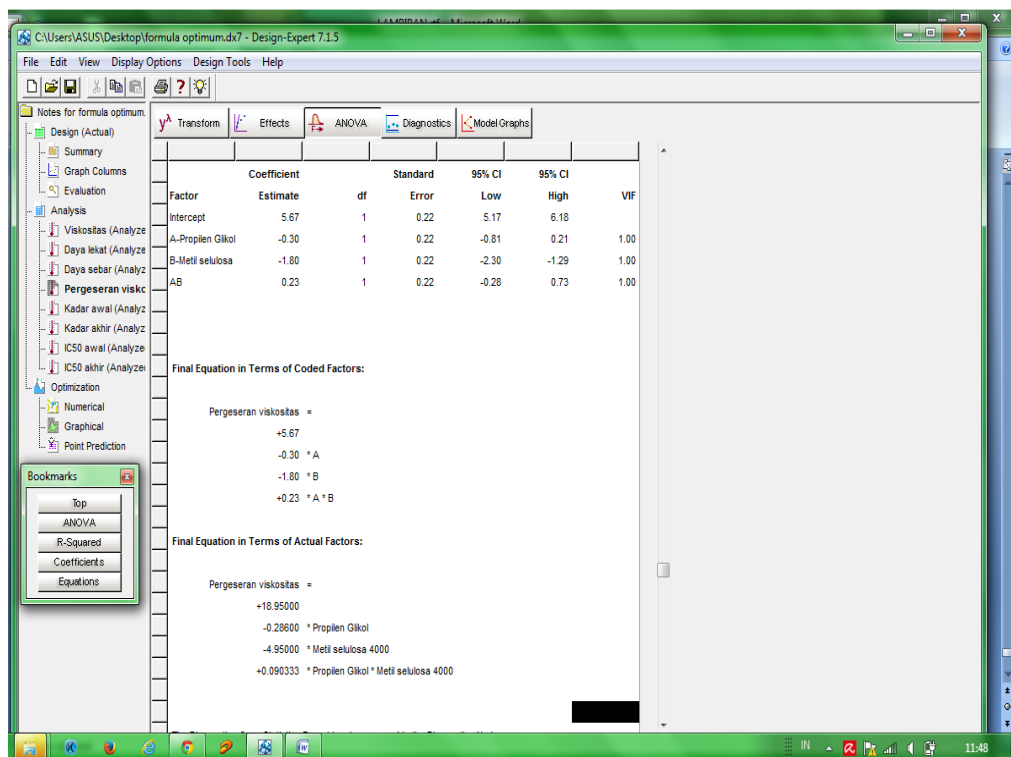 LAMPIRAN.rtf - Microsoft Word
C:\Users\ASUS\Desktop\formula optimum.dx7 - Design-Expert 7.1.5
File Edit View Display Options Design Tools Help
Notes for formula optimum.
Design (Actual)
Summary
Graph Columns
Evaluation
Analysis
Viskositas (Analyze
Daya lekat (Analyze
Daya sebar (Analyz
Pergeseran viskc
Kadar awal (Analyz
Kadar akhir (Analyz
IC50 awal (Analyze
IC50 akhir (Analyze
Optimization
Numerical
Graphical
Point Prediction
Bookmarks
Top
ANOVA
R-Squared
Coefficients
Equations
yλ Transform Effects ANOVA Diagnostics Model Graphs
Coefficient Standard 95% CI 95% CI
Factor Estimate df Error Low High VIF
Intercept 5.67 1 0.22 5.17 6.18
A-Propilen Glikol -0.30 1 0.22 -0.81 0.21 1.00
B-Metil selulosa -1.80 1 0.22 -2.30 -1.29 1.00
AB 0.23 1 0.22 -0.28 0.73 1.00
Final Equation in Terms of Coded Factors:
Pergeseran viskositas =
+5.67
-0.30 * A
-1.80 * B
+0.23 * A * B
Final Equation in Terms of Actual Factors:
Pergeseran viskositas =
+18.95000
-0.28600 * Propilen Glikol
-4.95000 * Metil selulosa 4000
+0.090333 * Propilen Glikol * Metil selulosa 4000
IN 11:48